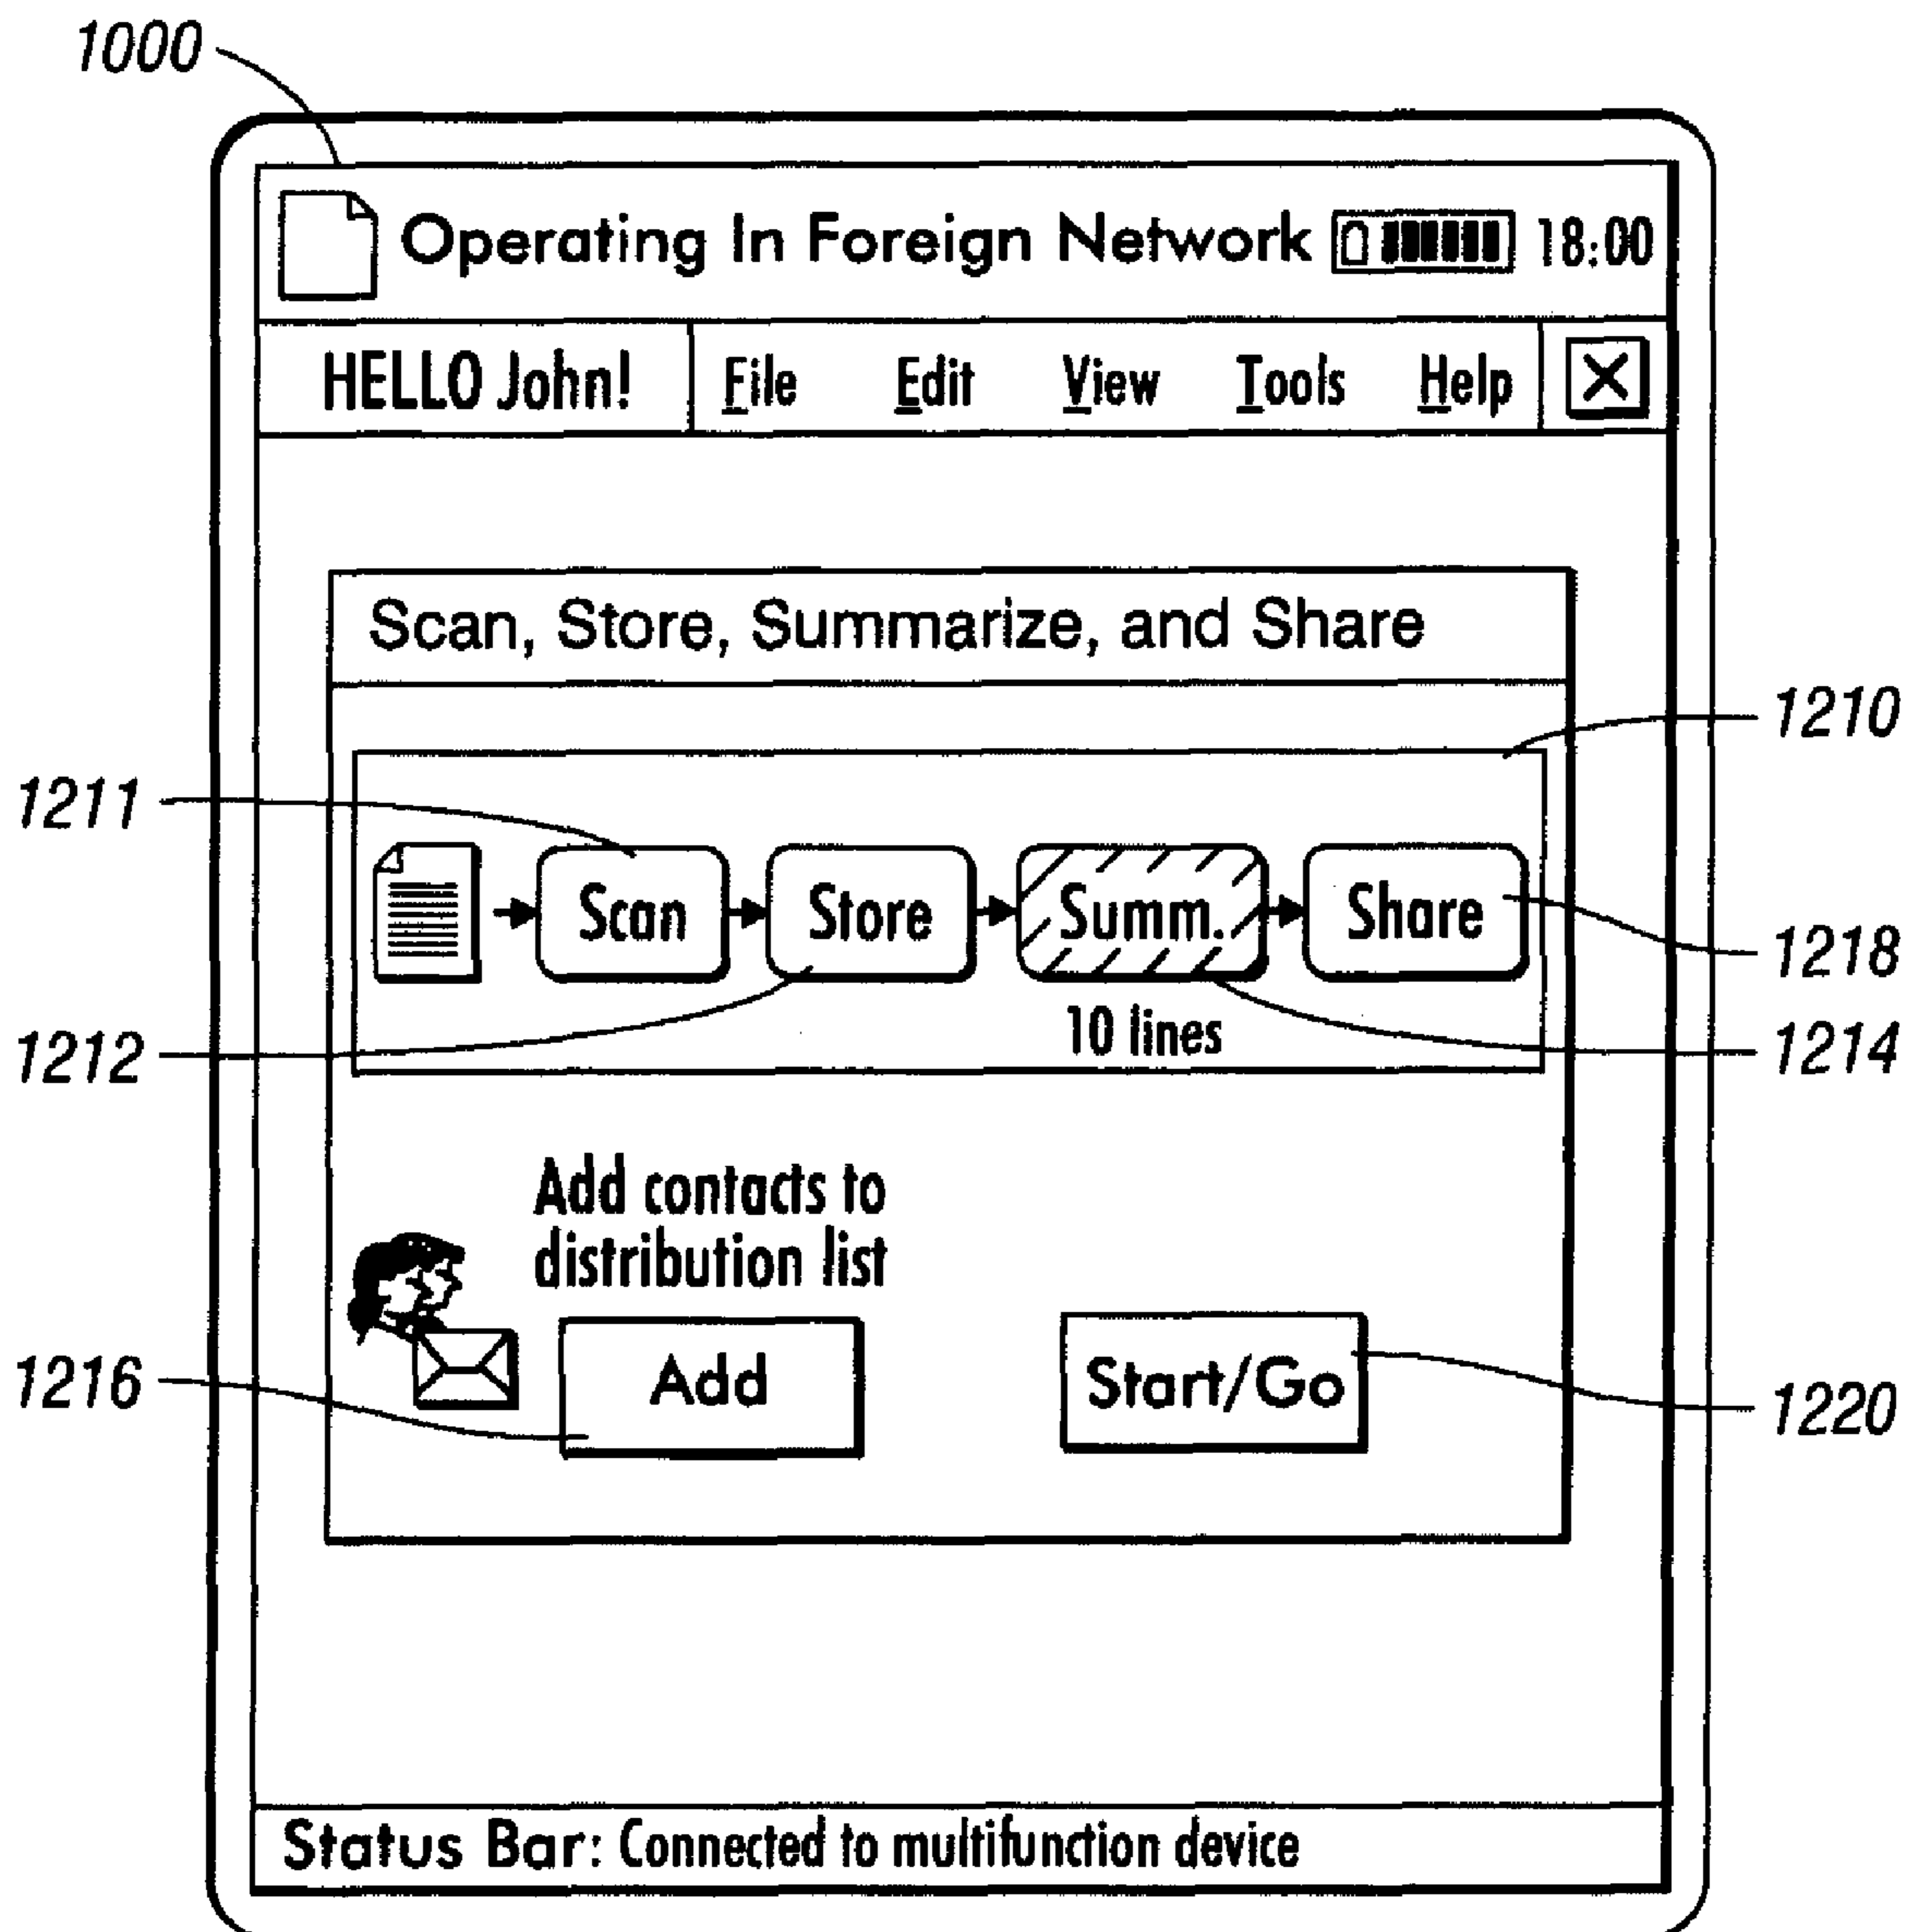 1000
Operating In Foreign Network 18:00
HELLO John! File Edit View Tools Help
Scan, Store, Summarize, and Share
1210
1211
Scan Store Summ. Share
1218
10 lines
1212
1214
Add contacts to
distribution list
Add Start/Go
1216
1220
Status Bar: Connected to multifunction device